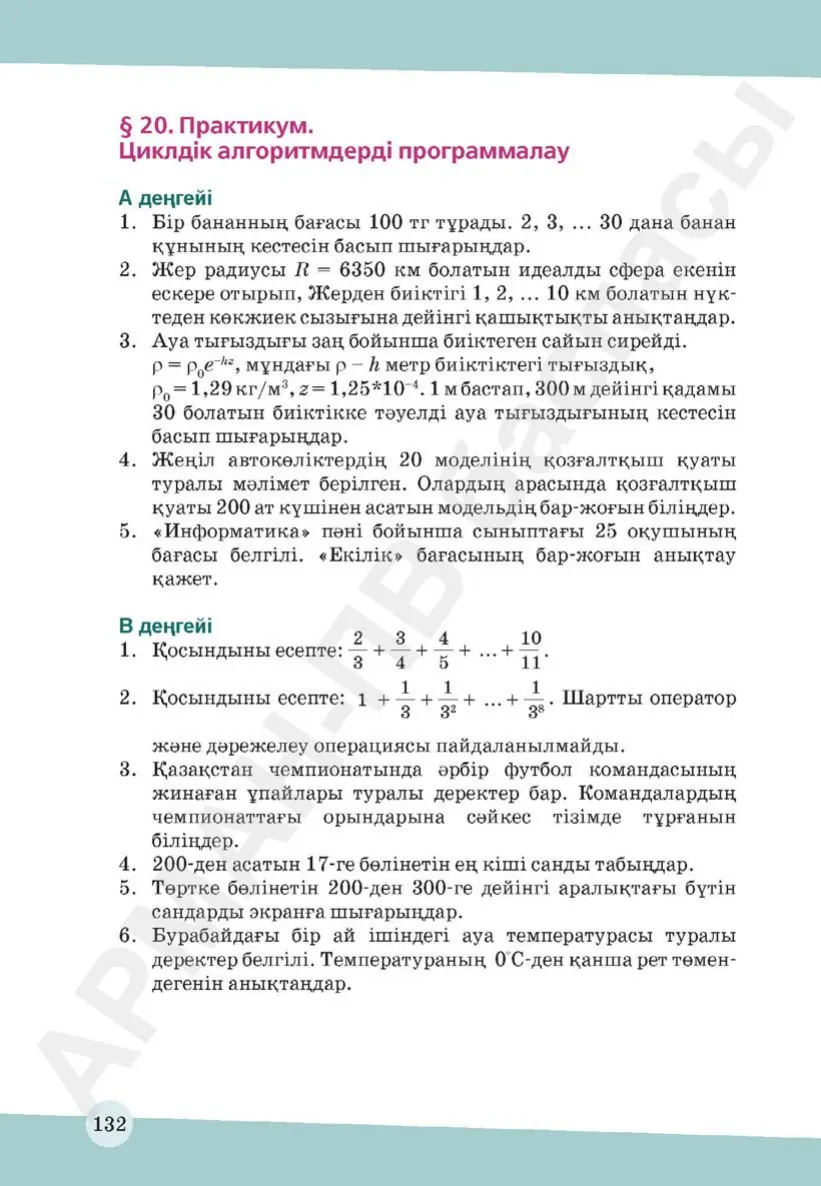 § 20. Практикум.
Циклдік алгоритмдерді программалау
А деңгейі
1. Бір бананның бағасы 100 тг тұрады. 2, 3, ... 30 дана банан
құнының кестесін басып шығарыңдар.
2. Жер радиусы R = 6350 км болатын идеалды сфера екенін
ескере отырып, Жерден биіктігі 1, 2, ... 10 км болатын нүк-
теден көкжиек сызығына дейінгі қашықтықты анықтаңдар.
3. Ауа тығыздығы заң бойынша биіктеген сайын сирейді.
ρ = ρ₀e⁻ʰᶻ, мұндағы ρ – h метр биіктіктегі тығыздық,
ρ₀ = 1,29 кг/м³, z = 1,25*10⁻⁴. 1 м бастап, 300 м дейінгі қадамы
30 болатын биіктікке тәуелді ауа тығыздығының кестесін
басып шығарыңдар.
4. Жеңіл автокөліктердің 20 моделінің қозғалтқыш қуаты
туралы мәлімет берілген. Олардың арасында қозғалтқыш
қуаты 200 ат күшінен асатын модельдің бар-жоғын біліңдер.
5. «Информатика» пәні бойынша сыныптағы 25 оқушының
бағасы белгілі. «Екілік» бағасының бар-жоғын анықтау
қажет.
В деңгейі
1. Қосындыны есепте: 2/3 + 3/4 + 4/5 + ... + 10/11.
2. Қосындыны есепте: 1 + 1/3 + 1/3² + ... + 1/3⁸. Шартты оператор
және дәрежелеу операциясы пайдаланылмайды.
3. Қазақстан чемпионатында әрбір футбол командасының
жинаған ұпайлары туралы деректер бар. Командалардың
чемпионаттағы орындарына сәйкес тізімде тұрғанын
біліңдер.
4. 200-ден асатын 17-ге бөлінетін ең кіші санды табыңдар.
5. Төртке бөлінетін 200-ден 300-ге дейінгі аралықтағы бүтін
сандарды экранға шығарыңдар.
6. Бурабайдағы бір ай ішіндегі ауа температурасы туралы
деректер белгілі. Температураның 0°С-ден қанша рет төмен-
дегенін анықтаңдар.
132
АРМАН-ПВ баспасы